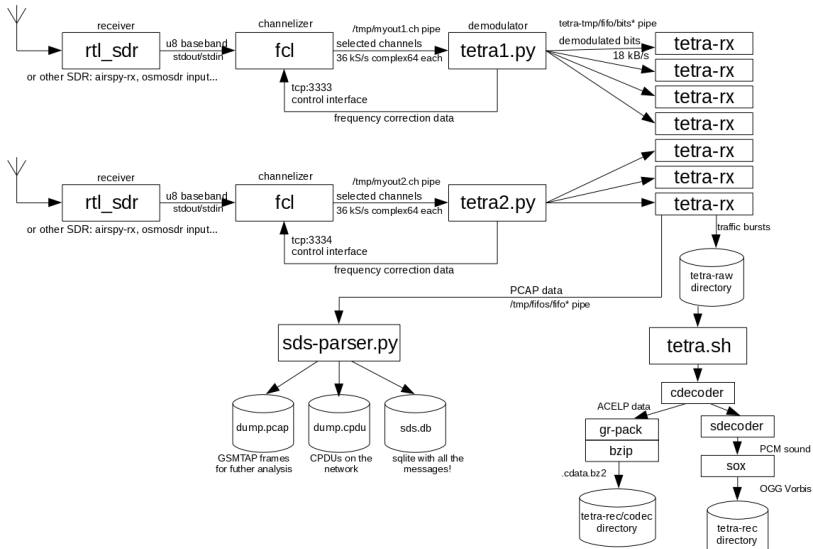 receiver
channelizer
demodulator
/tmp/myout1.ch pipe
tetra-tmp/fifo/bits* pipe
rtl_sdr
u8 baseband
stdout/stdin
fcl
selected channels
36 kS/s complex64 each
tetra1.py
demodulated bits
18 kB/s
tetra-rx
tetra-rx
tetra-rx
tetra-rx
tetra-rx
tetra-rx
tetra-rx
or other SDR: airspy-rx, osmosdr input...
tcp:3333
control interface
frequency correction data
receiver
channelizer
/tmp/myout2.ch pipe
rtl_sdr
u8 baseband
stdout/stdin
fcl
selected channels
36 kS/s complex64 each
tetra2.py
or other SDR: airspy-rx, osmosdr input...
tcp:3334
control interface
frequency correction data
traffic bursts
tetra-raw
directory
PCAP data
/tmp/fifos/fifo* pipe
sds-parser.py
tetra.sh
cdecoder
dump.pcap
dump.cpdu
sds.db
GSMTAP frames
for futher analysis
CPDUs on the
network
sqlite with all the
messages!
ACELP data
gr-pack
bzip
sdecoder
PCM sound
sox
.cdata.bz2
OGG Vorbis
tetra-rec/codec
directory
tetra-rec
directory